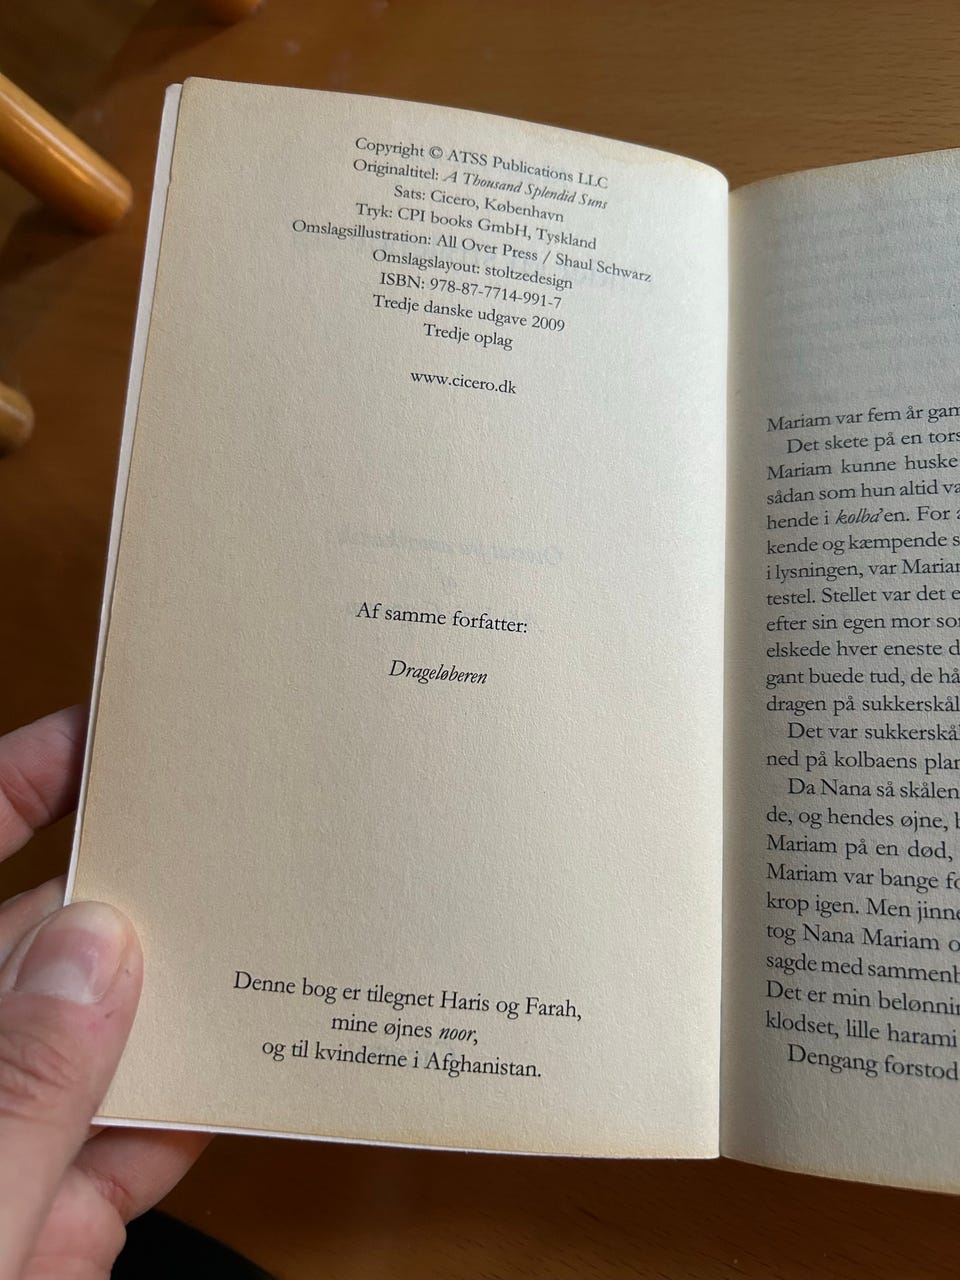 Copyright © ATSS Publications LLC
Originaltitel: A Thousand Splendid Suns
Sats: Cicero, København
Tryk: CPI books GmbH, Tyskland
Omslagsillustration: All Over Press / Shaul Schwarz
Omslagslayout: stoltzedesign
ISBN: 978-87-7714-991-7
Tredje danske udgave 2009
Tredje oplag
www.cicero.dk
Af samme forfatter:
Drageløberen
Denne bog er tilegnet Haris og Farah,
mine øjnes noor,
og til kvinderne i Afghanistan.
Mariam var fem år gam
Det skete på en tors
Mariam kunne huske
sådan som hun altid va
hende i kolba'en. For a
kende og kæmpende s
i lysningen, var Mariam
testel. Stellet var det e
efter sin egen mor so
elskede hver eneste d
gant buede tud, de hå
dragen på sukkerskål
Det var sukkerskål
ned på kolbaens plan
Da Nana så skålen
de, og hendes øjne, b
Mariam på en død,
Mariam var bange fo
krop igen. Men jinne
tog Nana Mariam o
sagde med sammenb
Det er min belønnin
klodset, lille harami
Dengang forstod